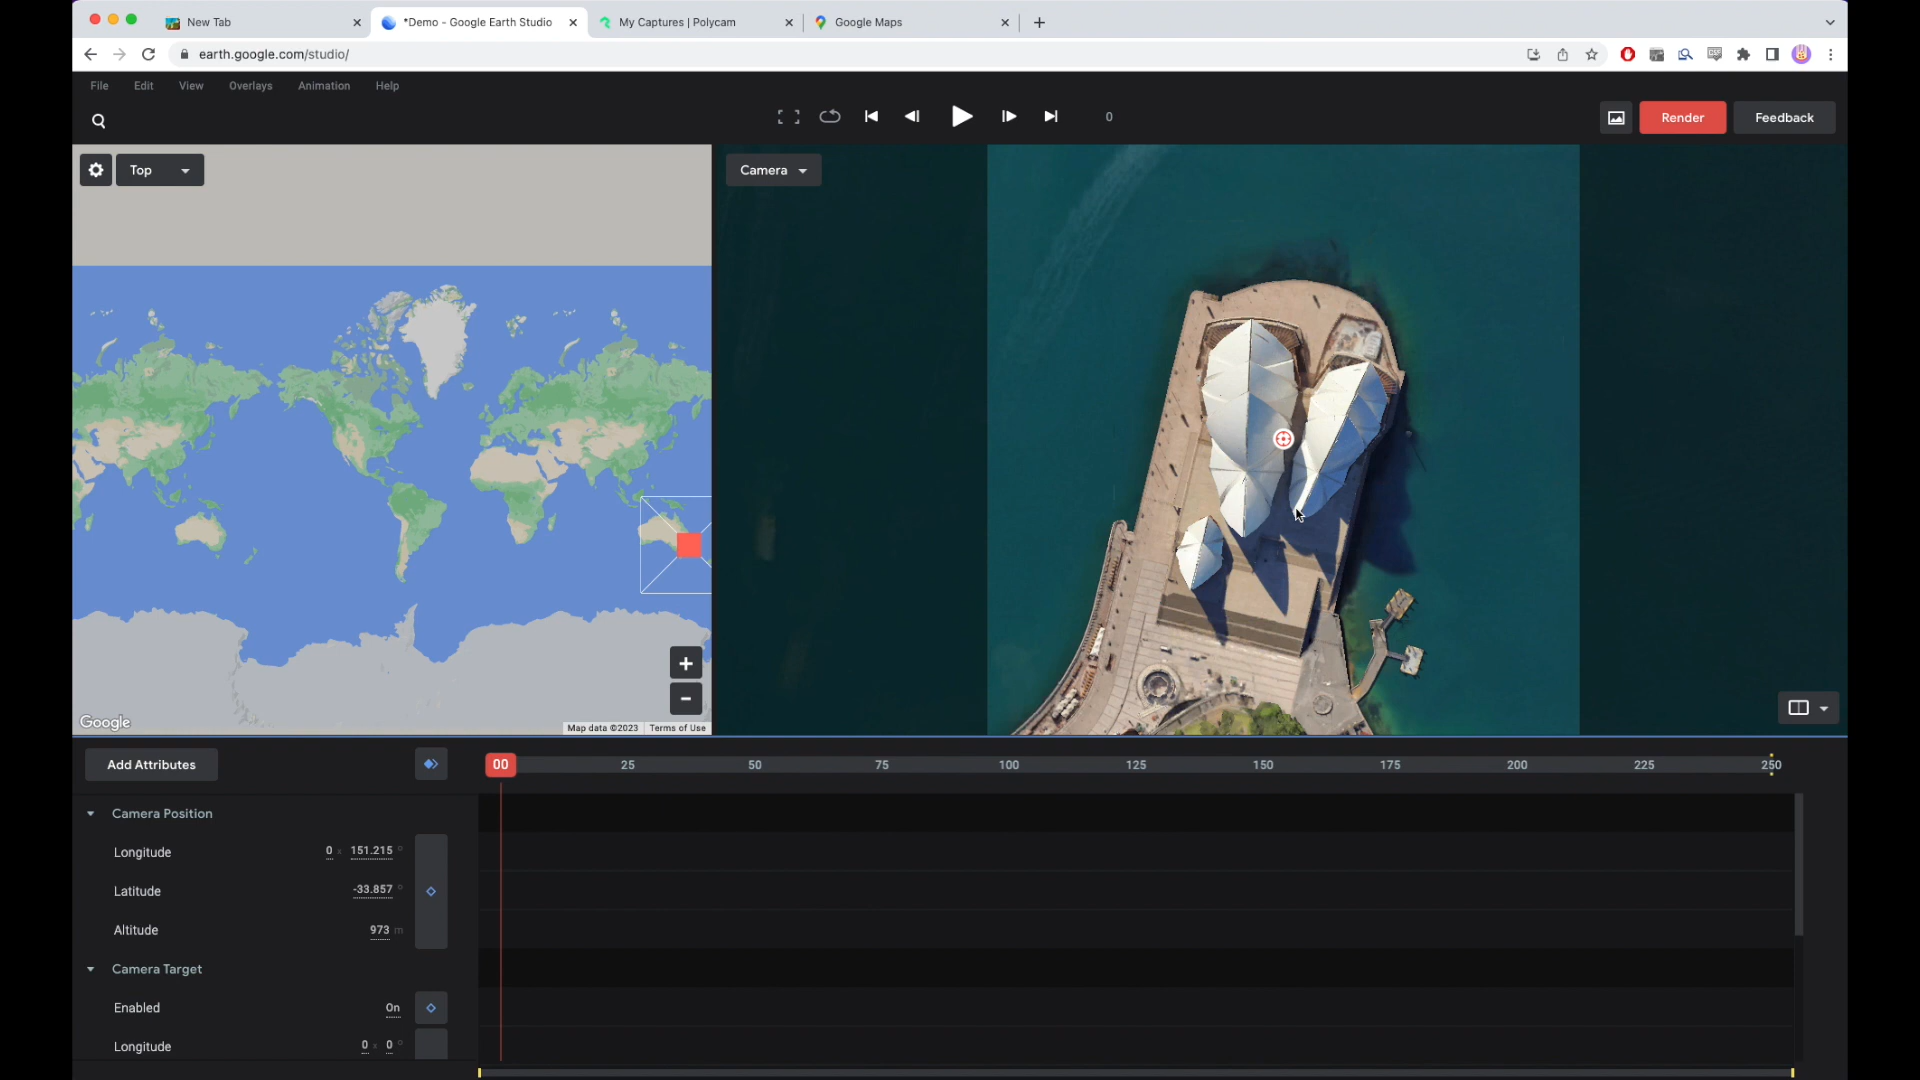 New Tab
*Demo - Google Earth Studio
My Captures | Polycam
Google Maps
earth.google.com/studio/
File Edit View Overlays Animation Help
0
Render
Feedback
Top
Camera
Google
Map data ©2023 Terms of Use
Add Attributes
00 25 50 75 100 125 150 175 200 225 250
Camera Position
Longitude 0 x 151.215 °
Latitude -33.857 °
Altitude 973 m
Camera Target
Enabled On
Longitude 0 x 0 °